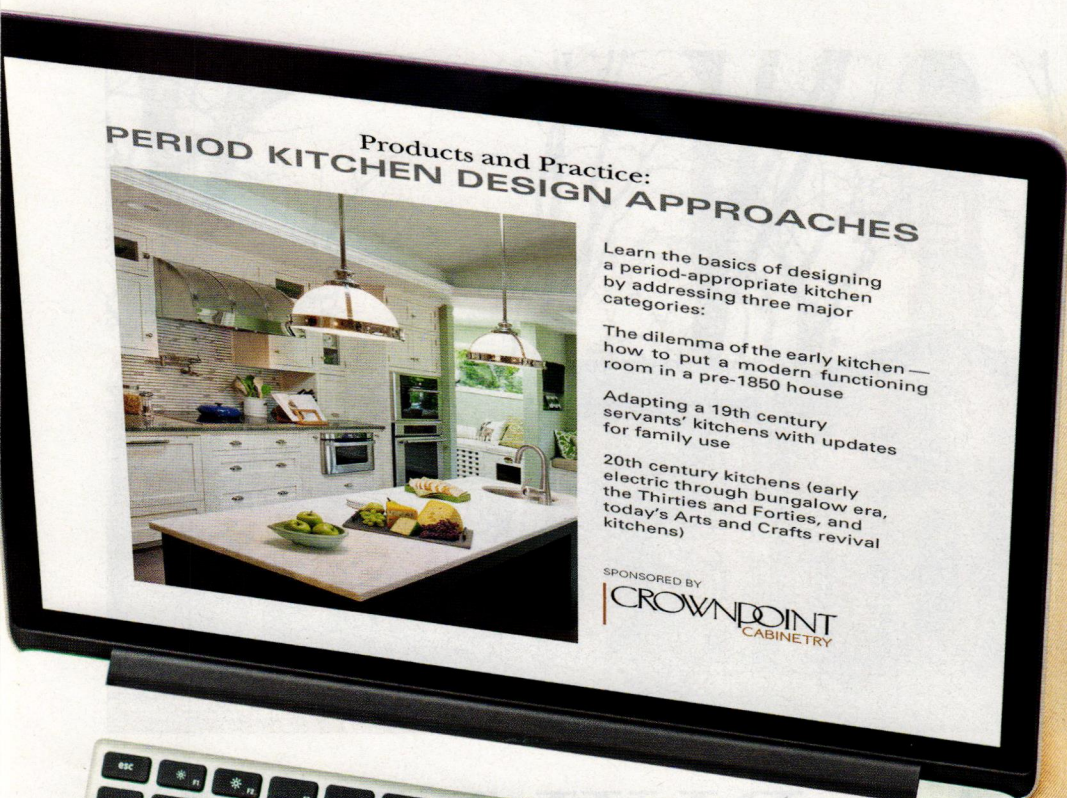 Products and Practice:
PERIOD KITCHEN DESIGN APPROACHES
Learn the basics of designing
a period-appropriate kitchen
by addressing three major
categories:
The dilemma of the early kitchen—
how to put a modern functioning
room in a pre-1850 house
Adapting a 19th century
servants' kitchens with updates
for family use
20th century kitchens (early
electric through bungalow era,
the Thirties and Forties, and
today's Arts and Crafts revival
kitchens)
SPONSORED BY
CROWNPOINT
CABINETRY
esc
F1
F2